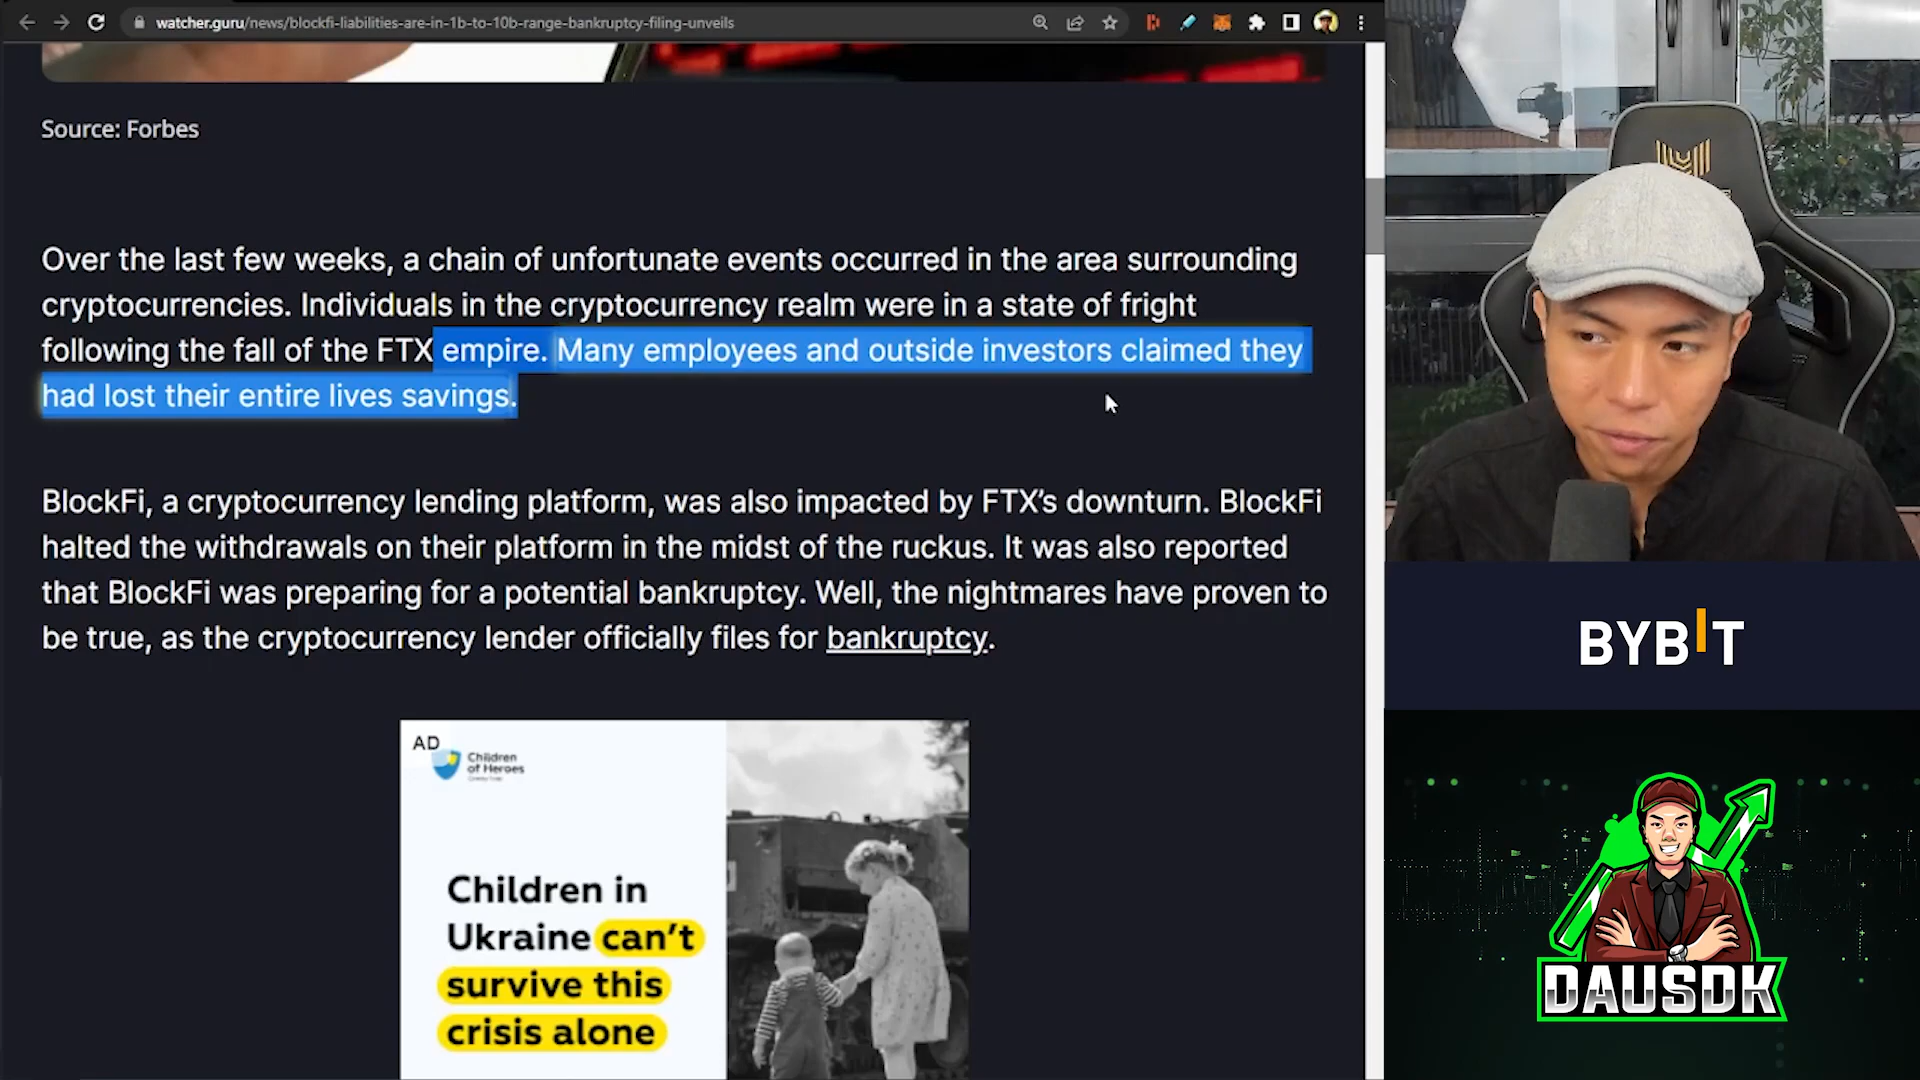 watcher.guru/news/blockfi-liabilities-are-in-1b-to-10b-range-bankruptcy-filing-unveils
Source: Forbes
Over the last few weeks, a chain of unfortunate events occurred in the area surrounding
cryptocurrencies. Individuals in the cryptocurrency realm were in a state of fright
following the fall of the FTX empire. Many employees and outside investors claimed they
had lost their entire lives savings.
BlockFi, a cryptocurrency lending platform, was also impacted by FTX’s downturn. BlockFi
halted the withdrawals on their platform in the midst of the ruckus. It was also reported
that BlockFi was preparing for a potential bankruptcy. Well, the nightmares have proven to
be true, as the cryptocurrency lender officially files for bankruptcy.
AD
Children
of Heroes
Children in
Ukraine can’t
survive this
crisis alone
BYBIT
DAUSDK